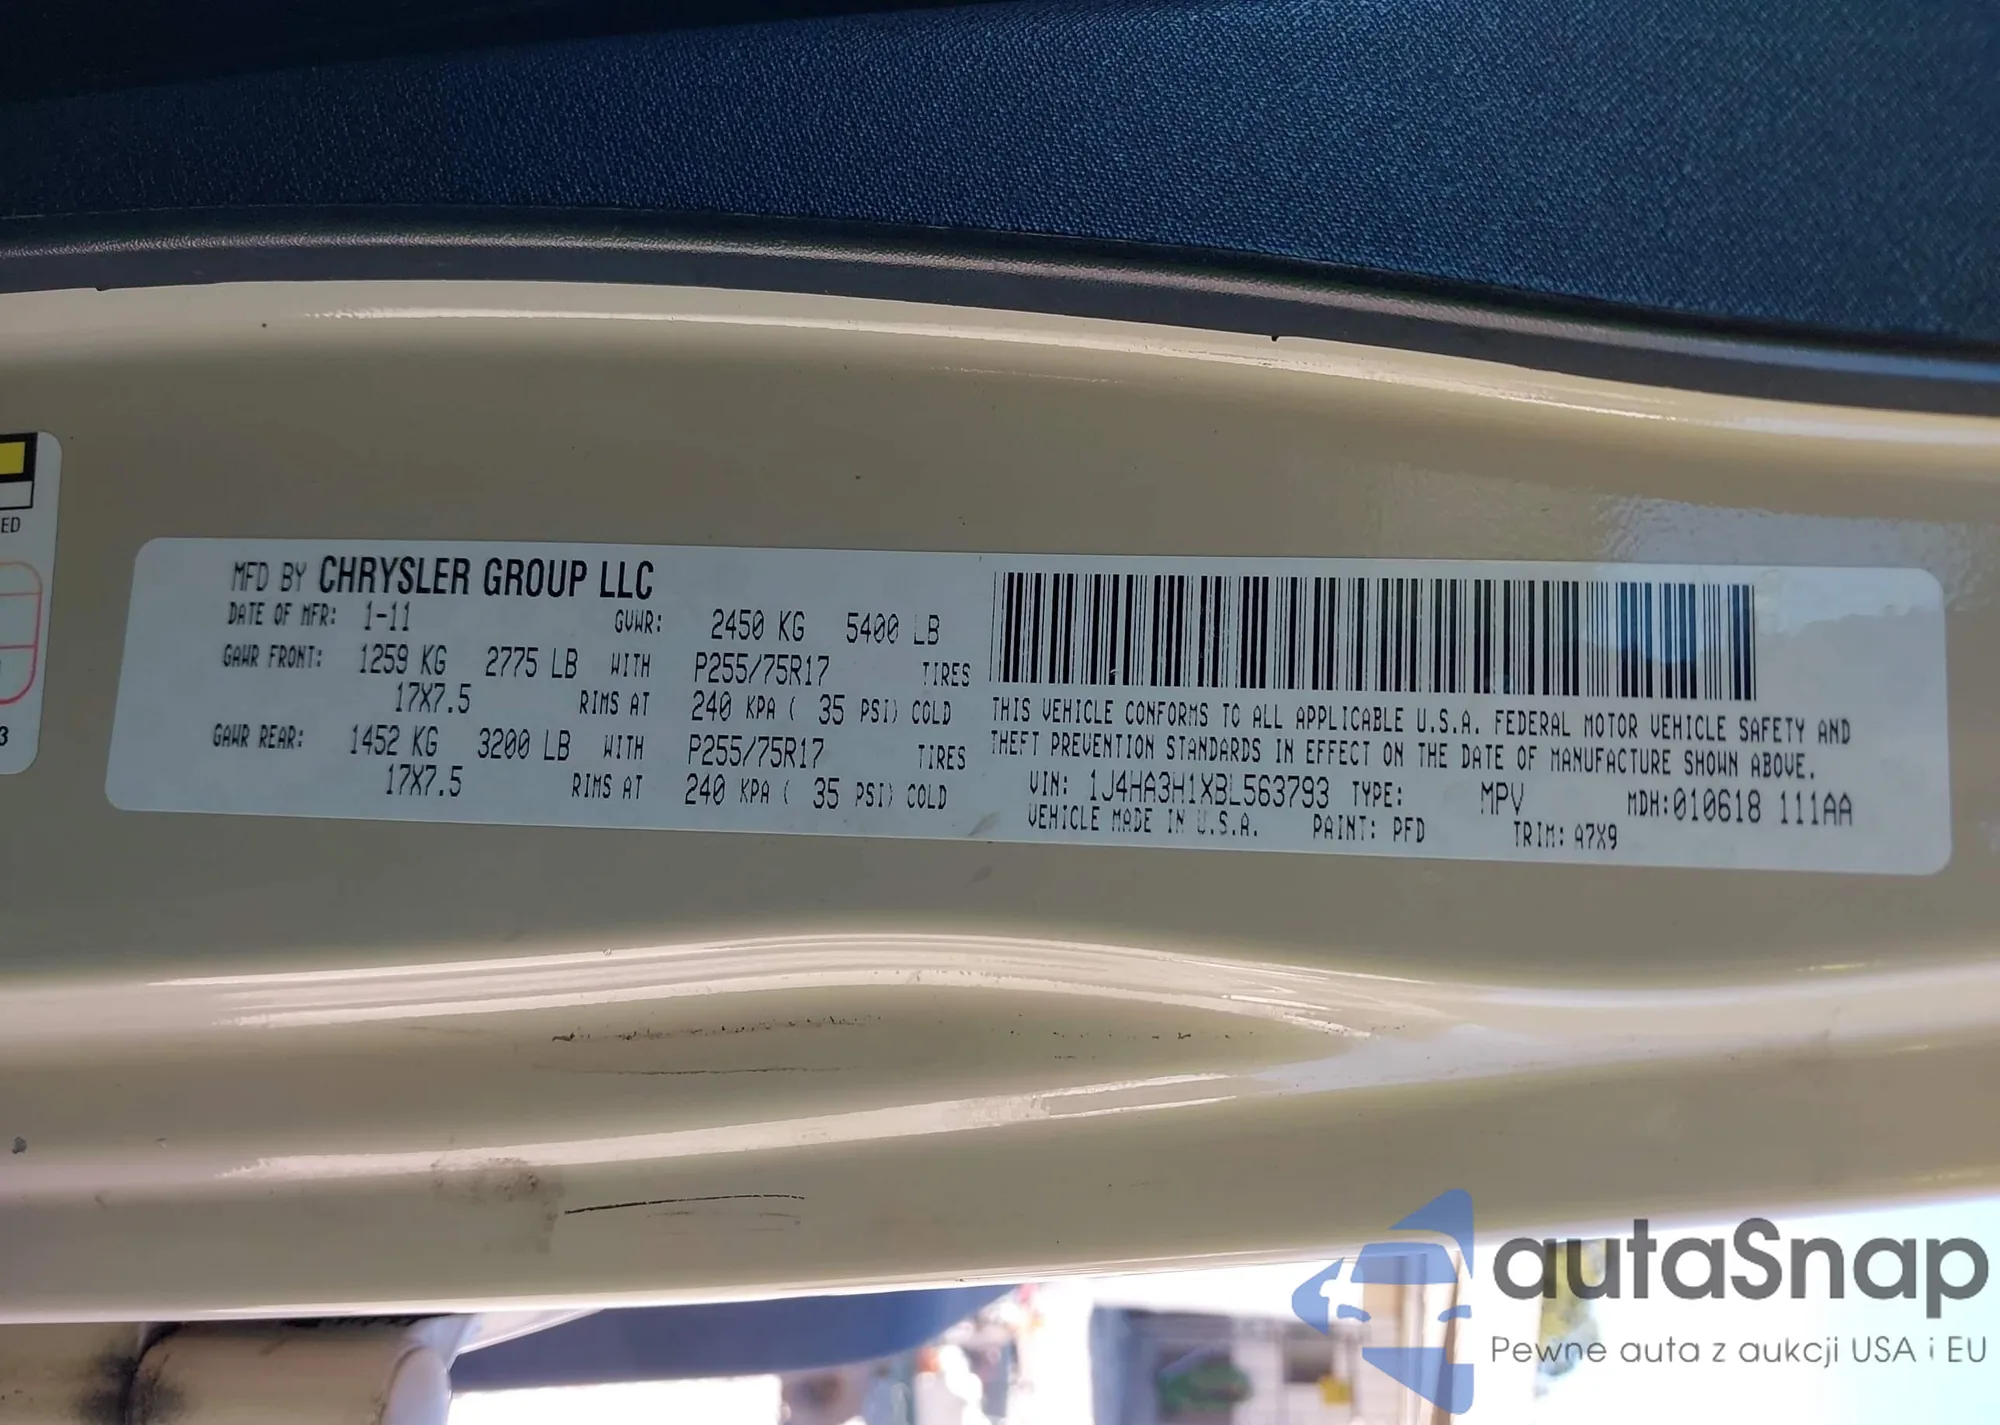 ED
3
MFD BY CHRYSLER GROUP LLC
DATE OF MFR: 1-11 GVWR: 2450 KG 5400 LB
GAWR FRONT: 1259 KG 2775 LB WITH P255/75R17 TIRES
17X7.5 RIMS AT 240 KPA ( 35 PSI) COLD
GAWR REAR: 1452 KG 3200 LB WITH P255/75R17 TIRES
17X7.5 RIMS AT 240 KPA ( 35 PSI) COLD
THIS VEHICLE CONFORMS TO ALL APPLICABLE U.S.A. FEDERAL MOTOR VEHICLE SAFETY AND
THEFT PREVENTION STANDARDS IN EFFECT ON THE DATE OF MANUFACTURE SHOWN ABOVE.
VIN: 1J4HA3H1XBL563793 TYPE: MPV MDH:010618 111AA
VEHICLE MADE IN U.S.A. PAINT: PFD TRIM: A7X9
autaSnap
Pewne auta z aukcji USA i EU